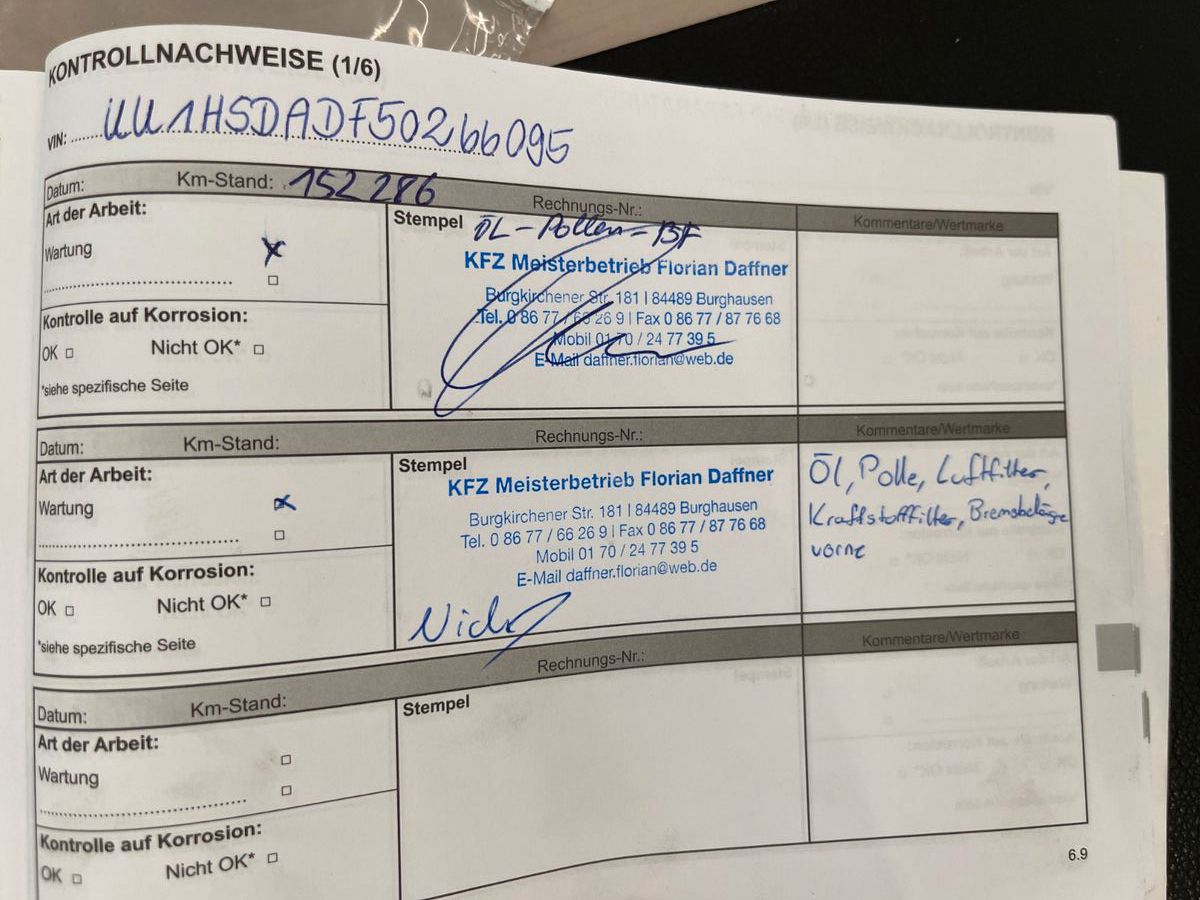 KONTROLLNACHWEISE (1/6)
VIN: UU1HSDADF50266095
Datum: Km-Stand: 152 286 Rechnungs-Nr.: Kommentare/Wertmarke
Art der Arbeit:
Wartung
Kontrolle auf Korrosion:
OK Nicht OK*
*siehe spezifische Seite
Stempel ÖL-Pollen-BF
KFZ Meisterbetrieb Florian Daffner
Burgkirchener Str. 181 | 84489 Burghausen
Tel. 0 86 77 / 66 26 9 | Fax 0 86 77 / 87 76 68
Mobil 01 70 / 24 77 39 5
E-Mail daffner.florian@web.de
Datum: Km-Stand: Rechnungs-Nr.: Kommentare/Wertmarke
Art der Arbeit:
Wartung
Kontrolle auf Korrosion:
OK Nicht OK*
*siehe spezifische Seite
Stempel
KFZ Meisterbetrieb Florian Daffner
Burgkirchener Str. 181 | 84489 Burghausen
Tel. 0 86 77 / 66 26 9 | Fax 0 86 77 / 87 76 68
Mobil 01 70 / 24 77 39 5
E-Mail daffner.florian@web.de
Öl, Polle, Luftfilter,
Kraftstofffilter, Bremsbeläge
vorne
Datum: Km-Stand: Rechnungs-Nr.: Kommentare/Wertmarke
Art der Arbeit:
Wartung
Kontrolle auf Korrosion:
OK Nicht OK*
Stempel
6.9